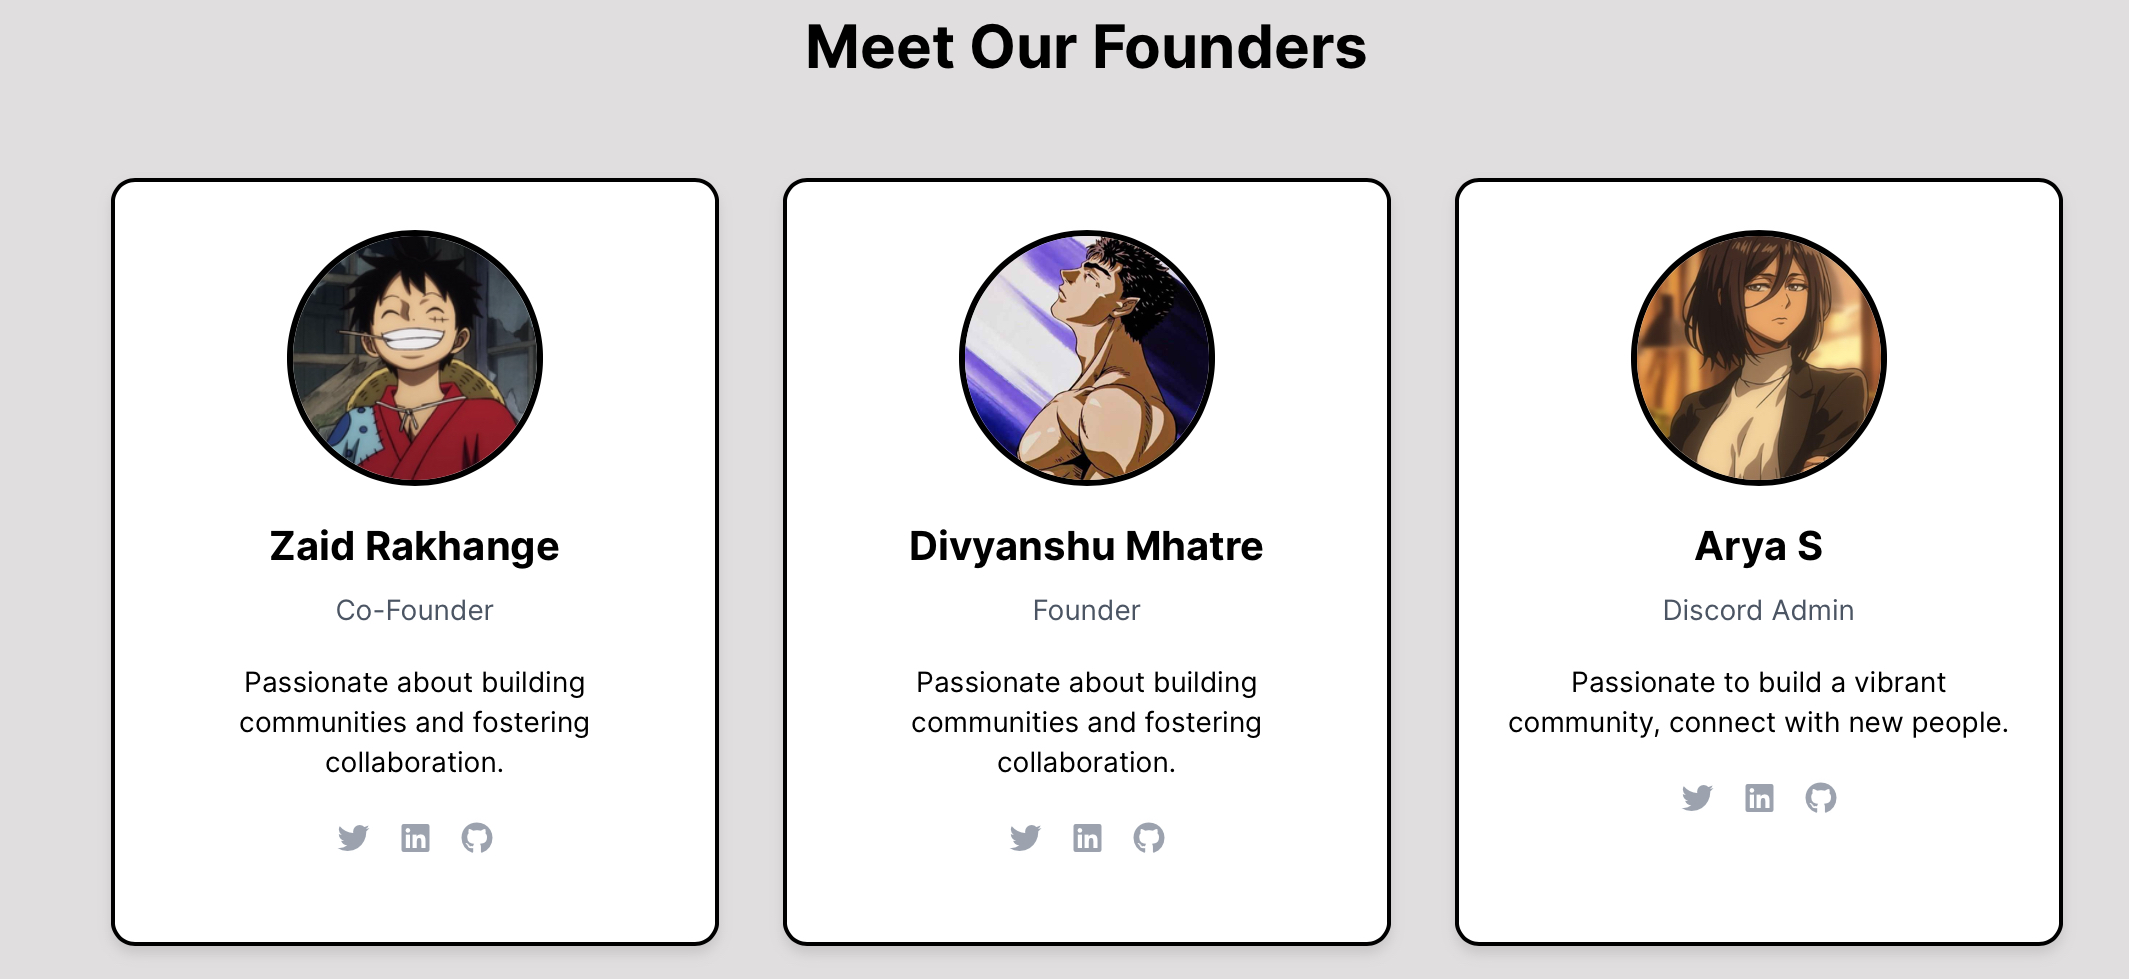 Meet Our Founders
Zaid Rakhange
Co-Founder
Passionate about building
communities and fostering
collaboration.
Divyanshu Mhatre
Founder
Passionate about building
communities and fostering
collaboration.
Arya S
Discord Admin
Passionate to build a vibrant
community, connect with new people.